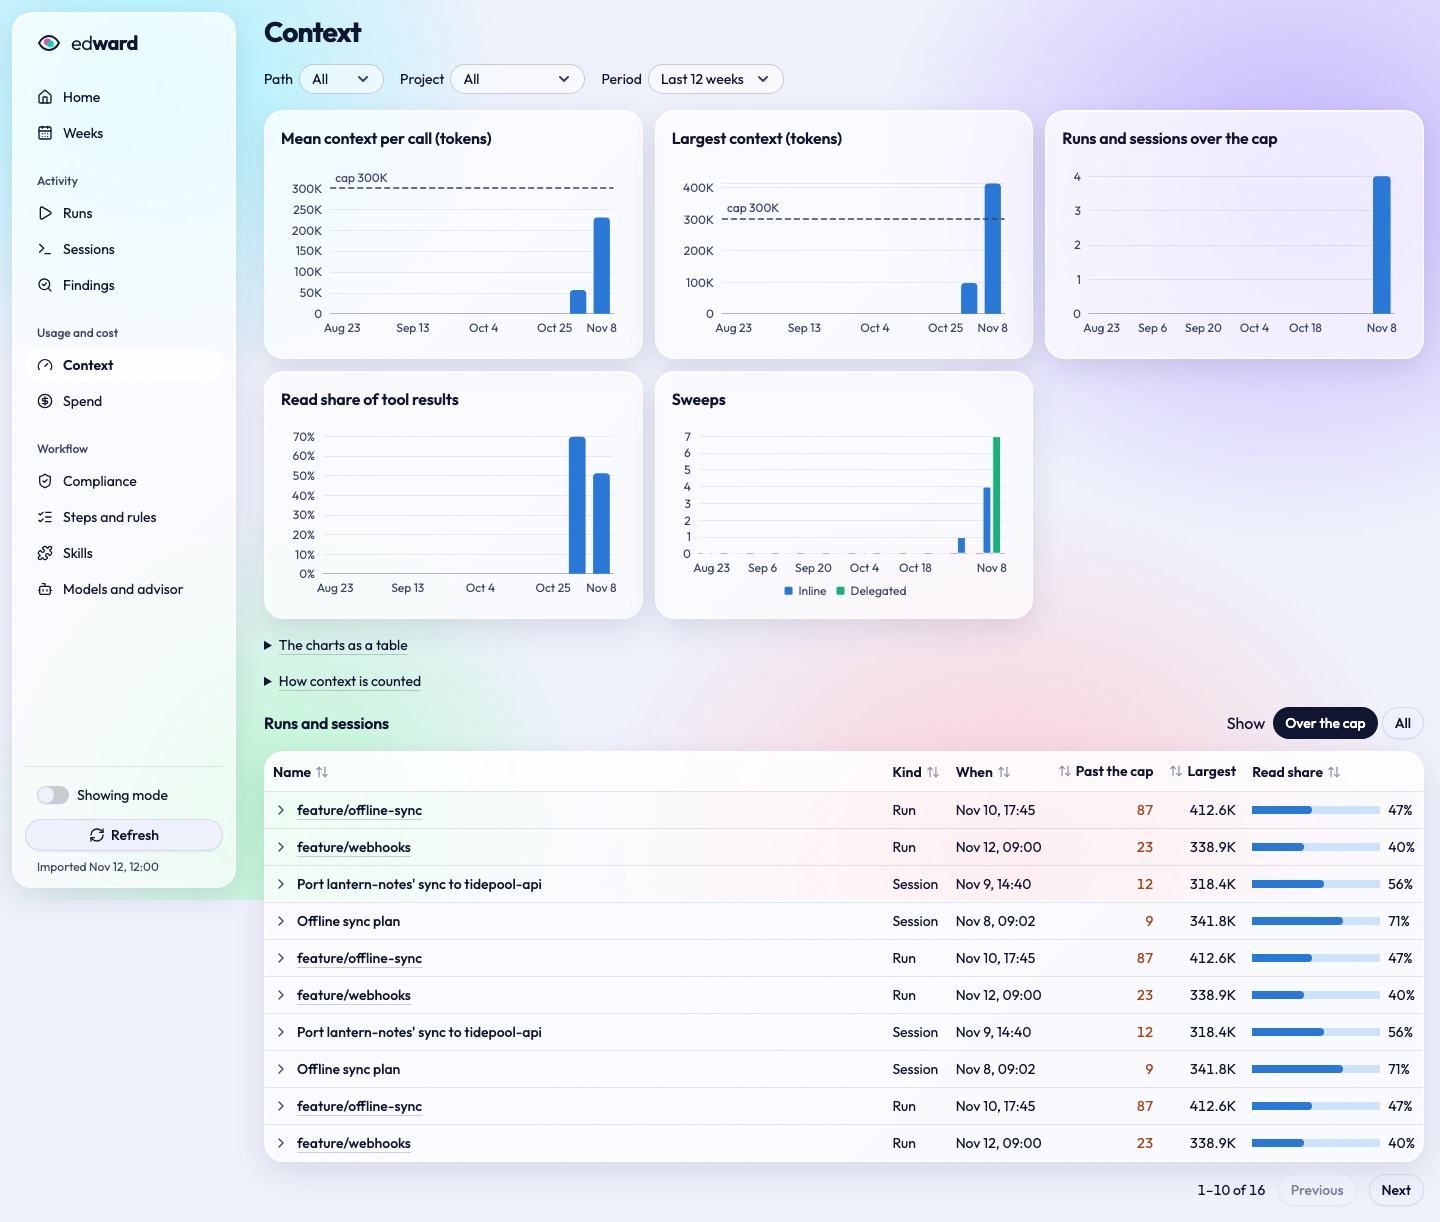 edward
Home
Weeks
Activity
Runs
Sessions
Findings
Usage and cost
Context
Spend
Workflow
Compliance
Steps and rules
Skills
Models and advisor
Showing mode
Refresh
Imported Nov 12, 12:00
Context
Path All Project All Period Last 12 weeks
Mean context per call (tokens)
cap 300K
300K
250K
200K
150K
100K
50K
0
Aug 23 Sep 13 Oct 4 Oct 25 Nov 8
Largest context (tokens)
400K
cap 300K
300K
200K
100K
0
Aug 23 Sep 13 Oct 4 Oct 25 Nov 8
Runs and sessions over the cap
4
3
2
1
0
Aug 23 Sep 6 Sep 20 Oct 4 Oct 18 Nov 8
Read share of tool results
70%
60%
50%
40%
30%
20%
10%
0%
Aug 23 Sep 13 Oct 4 Oct 25 Nov 8
Sweeps
7
6
5
4
3
2
1
0
Aug 23 Sep 6 Sep 20 Oct 4 Oct 18 Nov 8
Inline Delegated
The charts as a table
How context is counted
Runs and sessions Show Over the cap All
Name Kind When Past the cap Largest Read share
feature/offline-sync Run Nov 10, 17:45 87 412.6K 47%
feature/webhooks Run Nov 12, 09:00 23 338.9K 40%
Port lantern-notes' sync to tidepool-api Session Nov 9, 14:40 12 318.4K 56%
Offline sync plan Session Nov 8, 09:02 9 341.8K 71%
feature/offline-sync Run Nov 10, 17:45 87 412.6K 47%
feature/webhooks Run Nov 12, 09:00 23 338.9K 40%
Port lantern-notes' sync to tidepool-api Session Nov 9, 14:40 12 318.4K 56%
Offline sync plan Session Nov 8, 09:02 9 341.8K 71%
feature/offline-sync Run Nov 10, 17:45 87 412.6K 47%
feature/webhooks Run Nov 12, 09:00 23 338.9K 40%
1–10 of 16 Previous Next